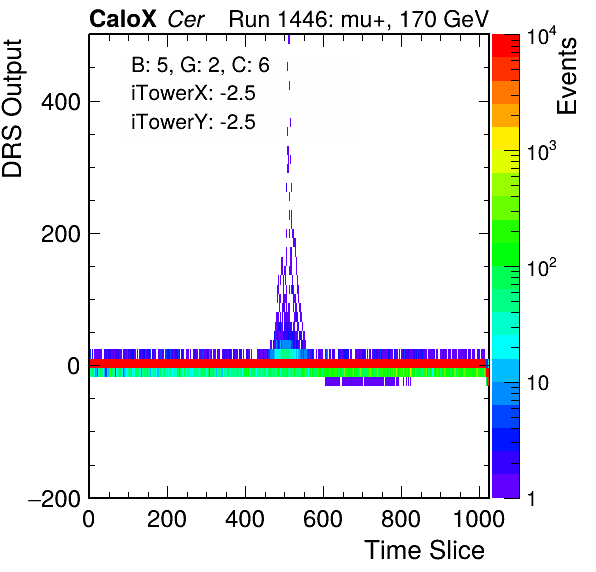 CaloX Cer Run 1446: mu+, 170 GeV
B: 5, G: 2, C: 6
iTowerX: -2.5
iTowerY: -2.5
DRS Output
400
200
0
−200
0 200 400 600 800 1000
Time Slice
Events
10^4
10^3
10^2
10
1